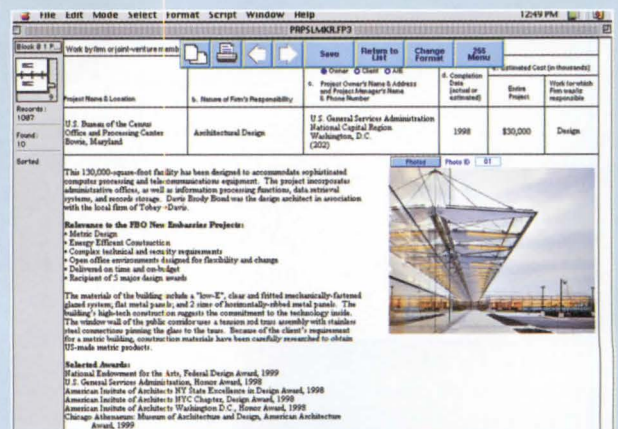 File Edit Mode Select Format Script Window Help 12:49 PM
PRPSLMKR.FP3
Block 8 1 P...
Work by firm or joint-venture memb
Save Return to List Change Format 255 Menu
Owner Client A/E
Records:
1087
Found:
10
Sorted
Project Name & Location
b. Nature of Firm's Responsibility
c. Project Owner's Name & Address
and Project Manager's Name
& Phone Number
d. Completion
Date
(actual or
estimated)
Estimated Cost (in thousands)
Entire
Project
Work for which
Firm was/is
responsible
U.S. Bureau of the Census
Office and Processing Center
Bowie, Maryland
Architectural Design
U.S. General Services Administration
National Capital Region
Washington, D.C.
(202)
1998
$30,000
Design
Photos Photo ID 01
This 130,000-square-foot facility has been designed to accommodate sophisticated
computer processing and telecommunications equipment. The project incorporates
administrative offices, as well as information processing functions, data retrieval
systems, and records storage. Davis Brody Bond was the design architect in association
with the local firm of Tobey + Davis.
Relevance to the FBO New Embassies Projects:
• Metric Design
• Energy Efficent Construction
• Complex technical and security requirements
• Open office environments designed for flexibility and change
• Delivered on time and on-budget
• Recipient of 5 major design awards
The materials of the building include a "low-E", clear and fritted mechanically-fastened
glazed system, flat metal panels, and 2 sizes of horizontally-ribbed metal panels. The
building's high-tech construction suggests the commitment to the technology inside.
The window wall of the public corridor uses a tension rod truss assembly with stainless
steel connections pinning the glass to the truss. Because of the client's requirement
for a metric building, construction materials have been carefully researched to obtain
US-made metric products.
Selected Awards:
National Endowment for the Arts, Federal Design Award, 1999
U.S. General Services Administration, Honor Award, 1998
American Insitute of Architects NY State Excellence in Design Award, 1998
American Insitute of Architects NYC Chapter, Design Award, 1998
American Insitute of Architects Washington D.C., Honor Award, 1998
Chicago Athenaeum: Museum of Architecture and Design, American Architecture
Award, 1999